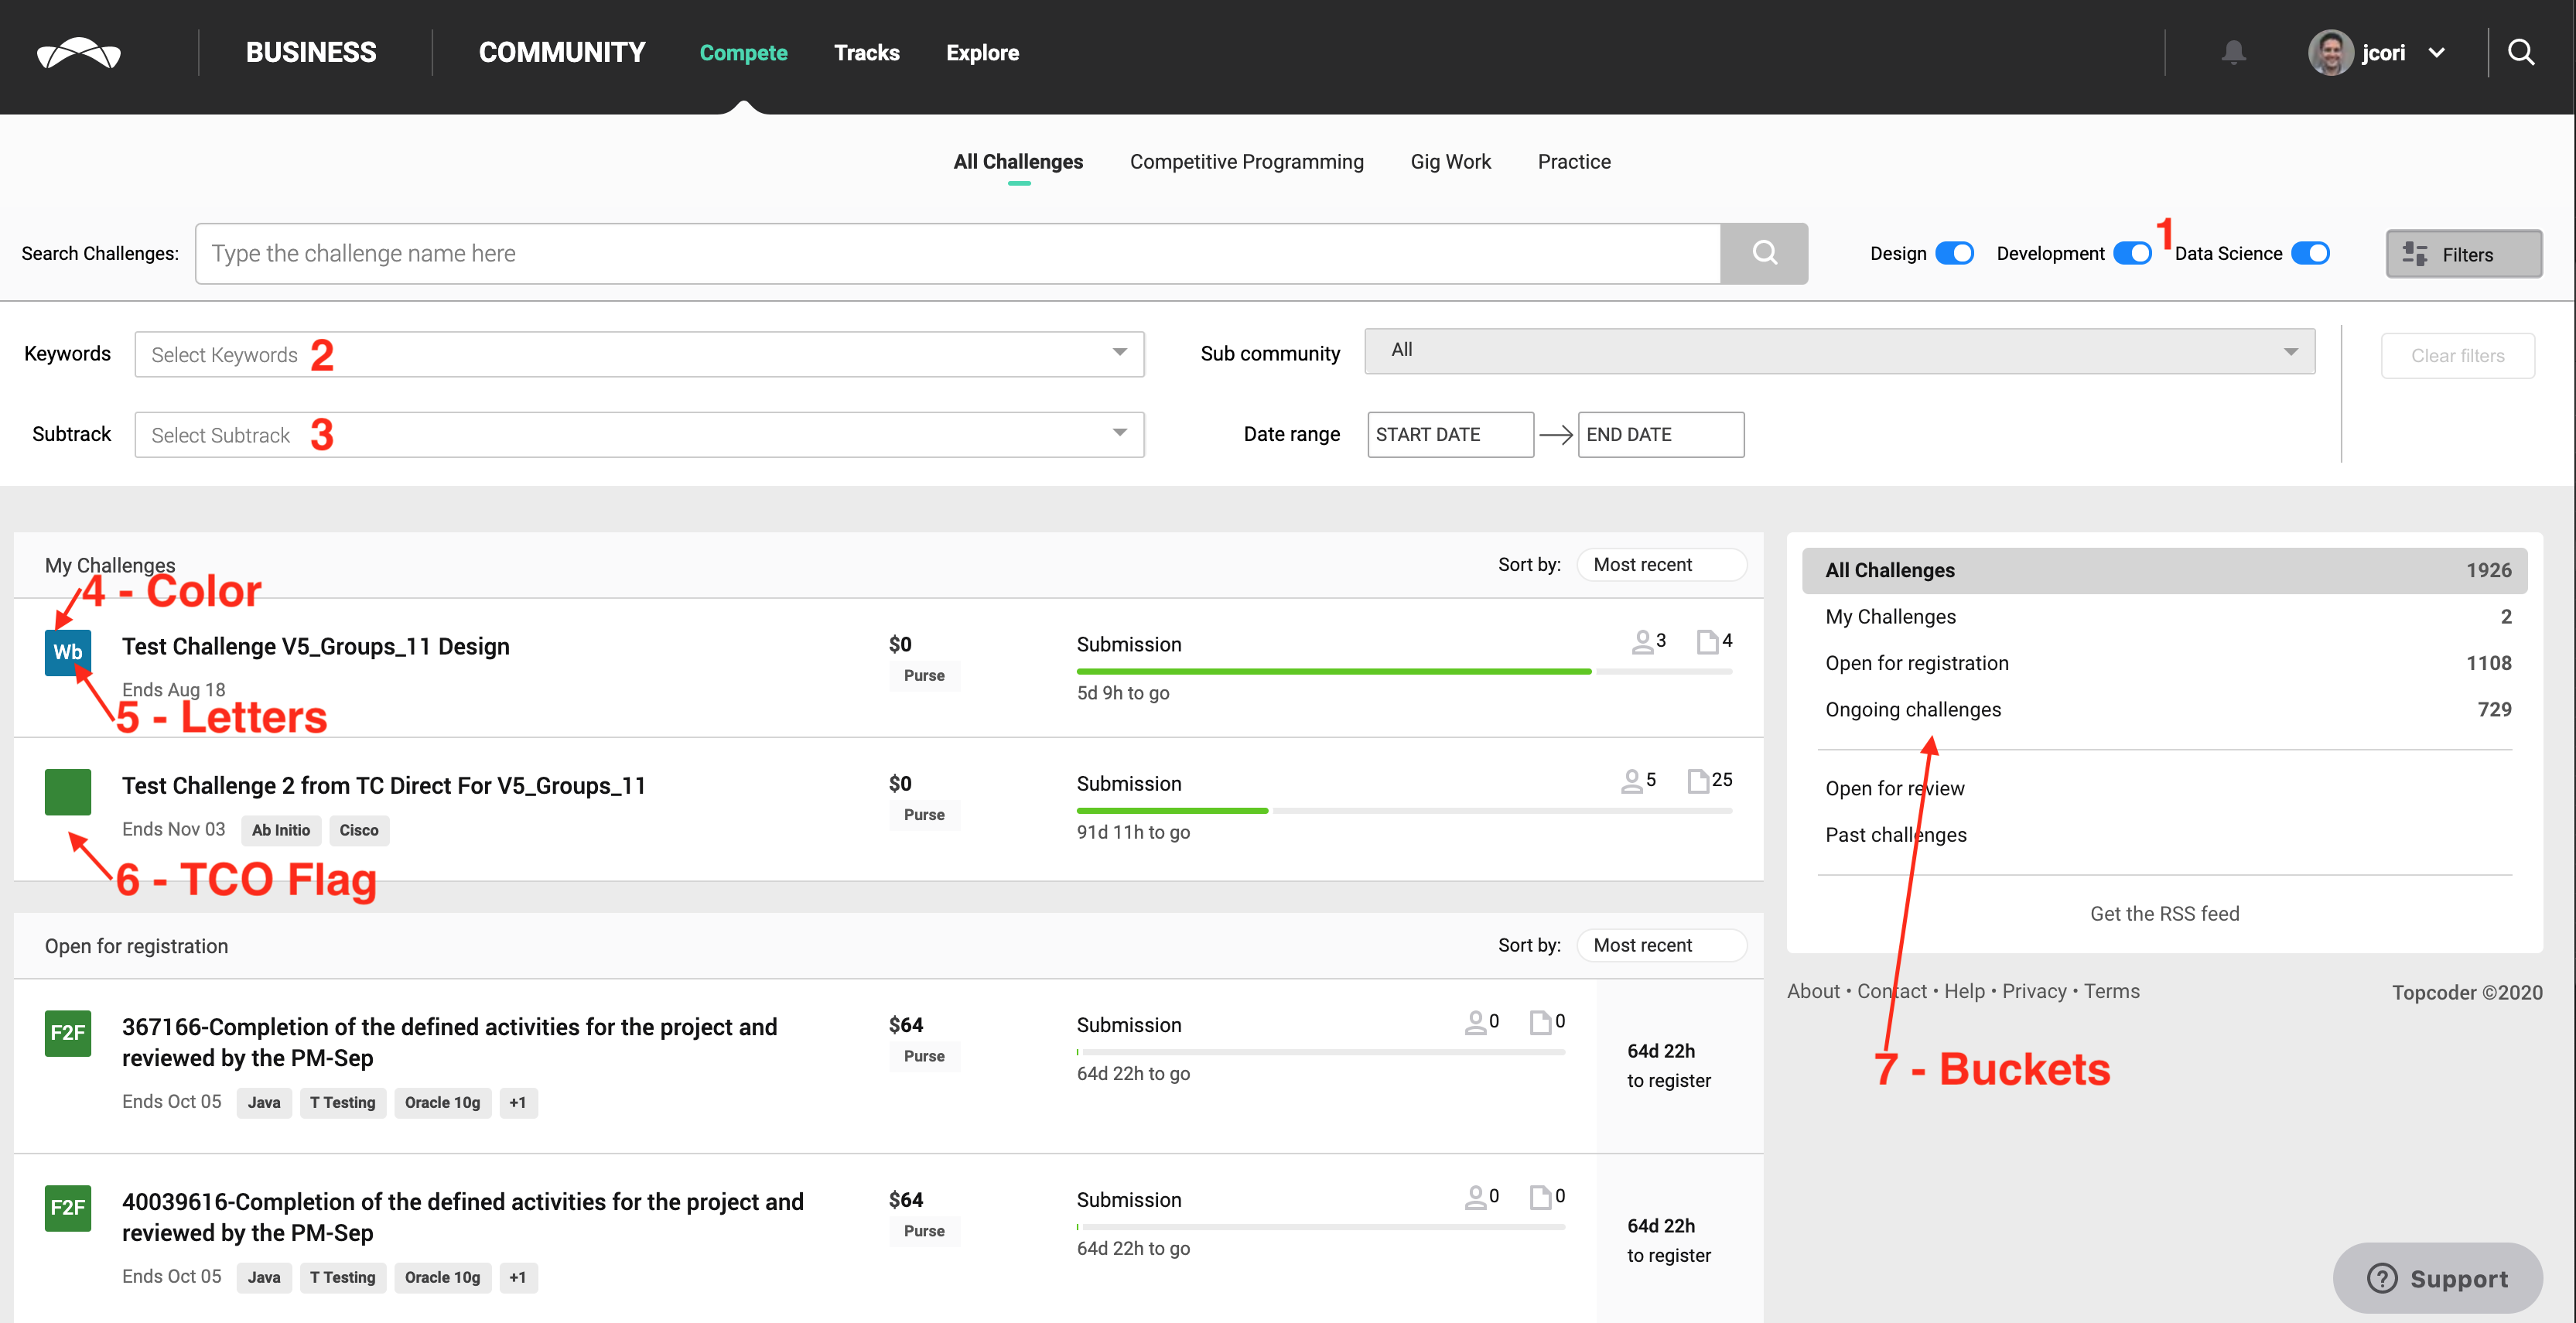 BUSINESS COMMUNITY Compete Tracks Explore jcori
All Challenges Competitive Programming Gig Work Practice
Search Challenges: Type the challenge name here Design Development 1 Data Science Filters
Keywords Select Keywords 2 Sub community All Clear filters
Subtrack Select Subtrack 3 Date range START DATE END DATE
My Challenges Sort by: Most recent
4 - Color
Wb Test Challenge V5_Groups_11 Design $0 Submission 3 4
Ends Aug 18 Purse 5d 9h to go
5 - Letters
Test Challenge 2 from TC Direct For V5_Groups_11 $0 Submission 5 25
Ends Nov 03 Ab Initio Cisco Purse 91d 11h to go
6 - TCO Flag
Open for registration Sort by: Most recent
F2F 367166-Completion of the defined activities for the project and $64 Submission 0 0
reviewed by the PM-Sep Purse 64d 22h
64d 22h to go to register
Ends Oct 05 Java T Testing Oracle 10g +1
F2F 40039616-Completion of the defined activities for the project and $64 Submission 0 0
reviewed by the PM-Sep Purse 64d 22h
64d 22h to go to register
Ends Oct 05 Java T Testing Oracle 10g +1
All Challenges 1926
My Challenges 2
Open for registration 1108
Ongoing challenges 729
Open for review
Past challenges
Get the RSS feed
About • Contact • Help • Privacy • Terms Topcoder ©2020
7 - Buckets
? Support